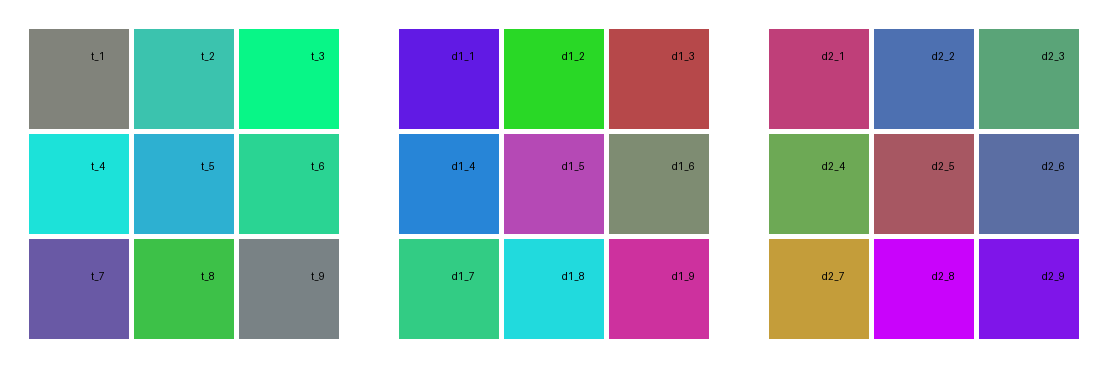 t_1 t_2 t_3 d1_1 d1_2 d1_3 d2_1 d2_2 d2_3
t_4 t_5 t_6 d1_4 d1_5 d1_6 d2_4 d2_5 d2_6
t_7 t_8 t_9 d1_7 d1_8 d1_9 d2_7 d2_8 d2_9